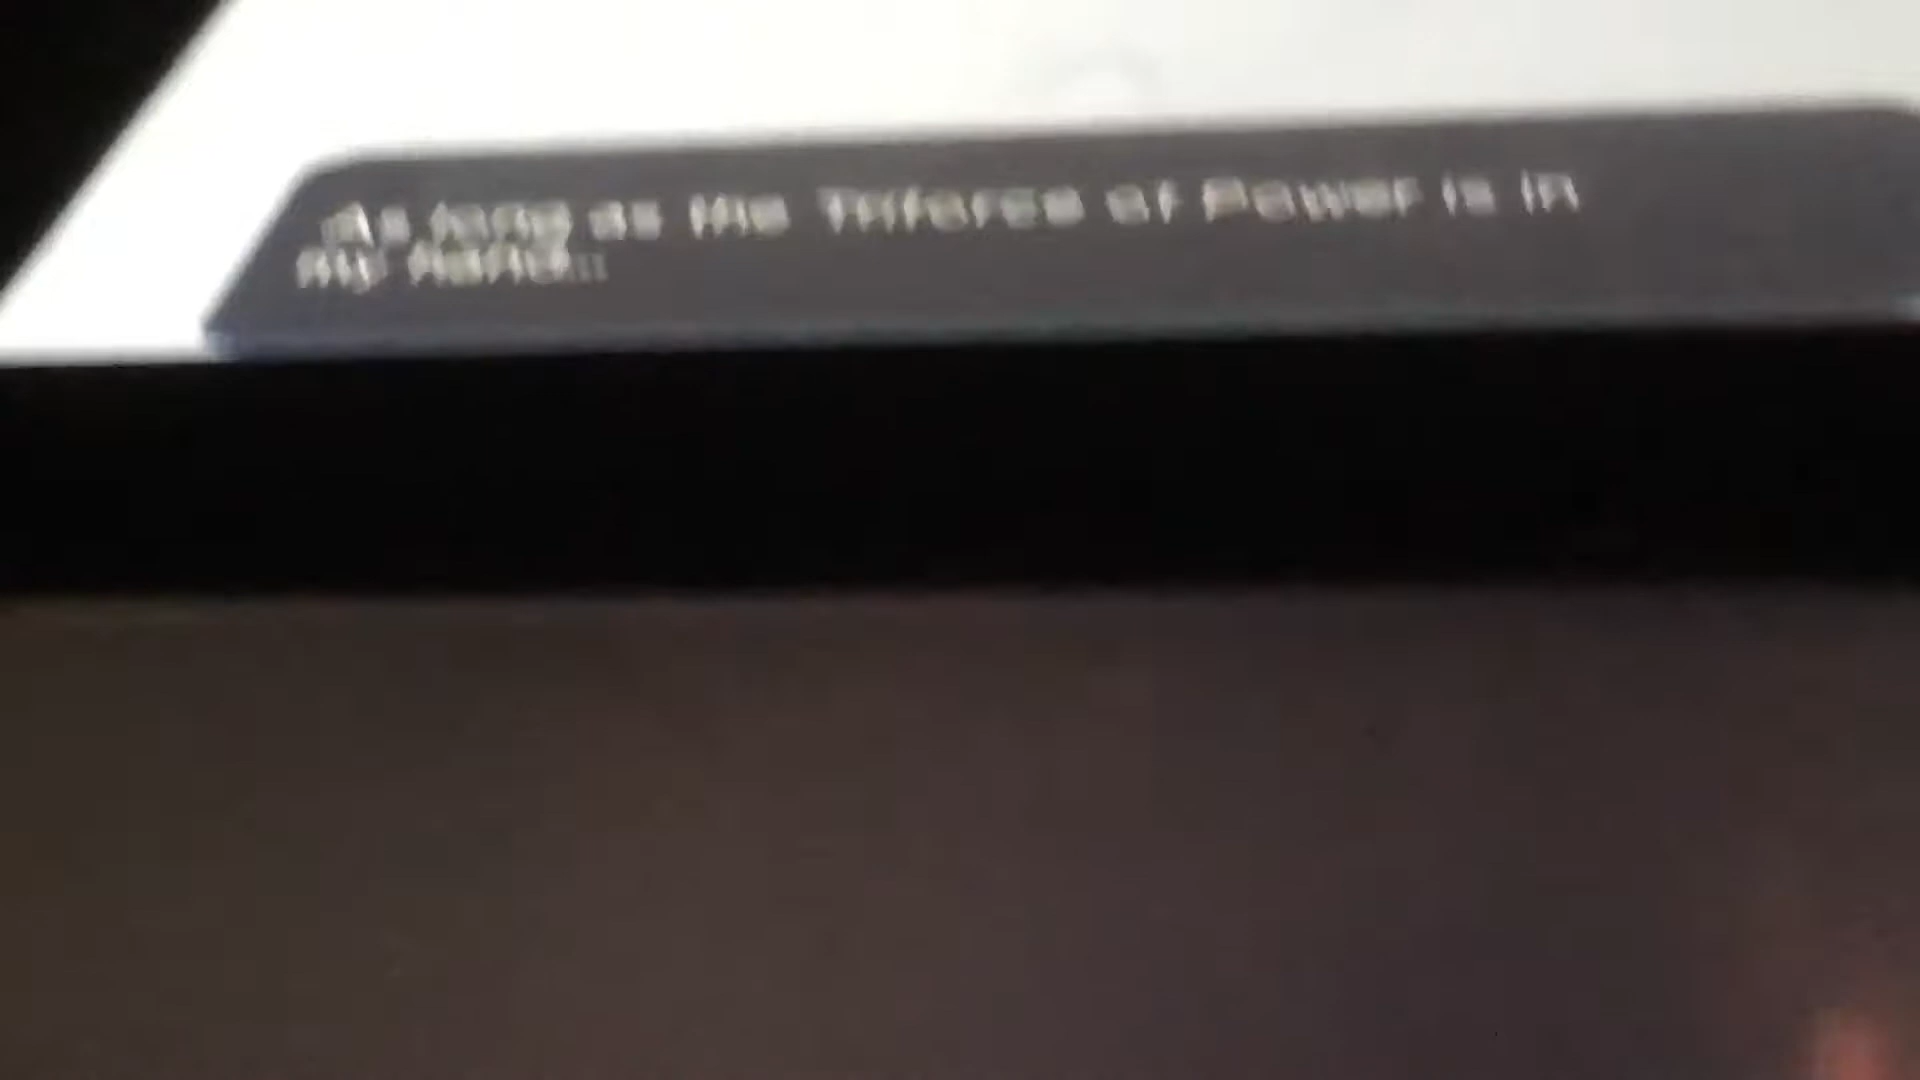 As long as the Triforce of Power is in
my hand...